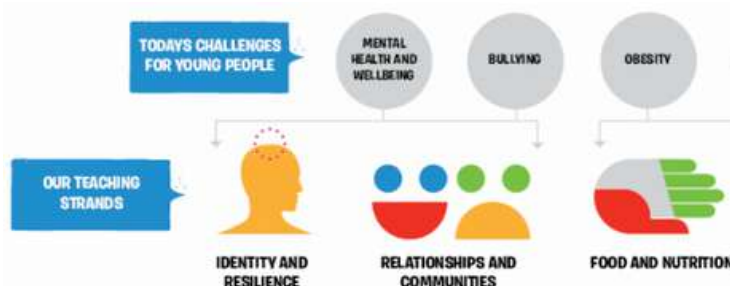 TODAYS CHALLENGES
FOR YOUNG PEOPLE
MENTAL
HEALTH AND
WELLBEING
BULLYING
OBESITY
OUR TEACHING
STRANDS
IDENTITY AND
RESILIENCE
RELATIONSHIPS AND
COMMUNITIES
FOOD AND NUTRITION